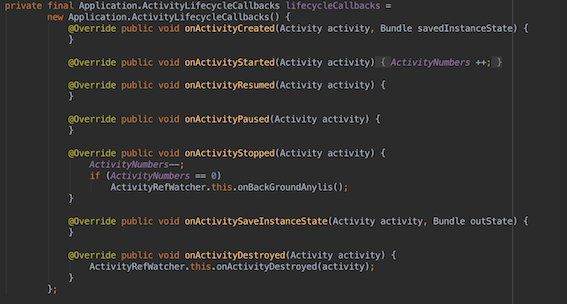 private final Application.ActivityLifecycleCallbacks lifecycleCallbacks =
new Application.ActivityLifecycleCallbacks() {
@Override public void onActivityCreated(Activity activity, Bundle savedInstanceState) {
}
@Override public void onActivityStarted(Activity activity) { ActivityNumbers ++; }
@Override public void onActivityResumed(Activity activity) {
}
@Override public void onActivityPaused(Activity activity) {
}
@Override public void onActivityStopped(Activity activity) {
ActivityNumbers--;
if (ActivityNumbers == 0)
ActivityRefWatcher.this.onBackGroundAnylis();
}
@Override public void onActivitySaveInstanceState(Activity activity, Bundle outState) {
}
@Override public void onActivityDestroyed(Activity activity) {
ActivityRefWatcher.this.onActivityDestroyed(activity);
}
};